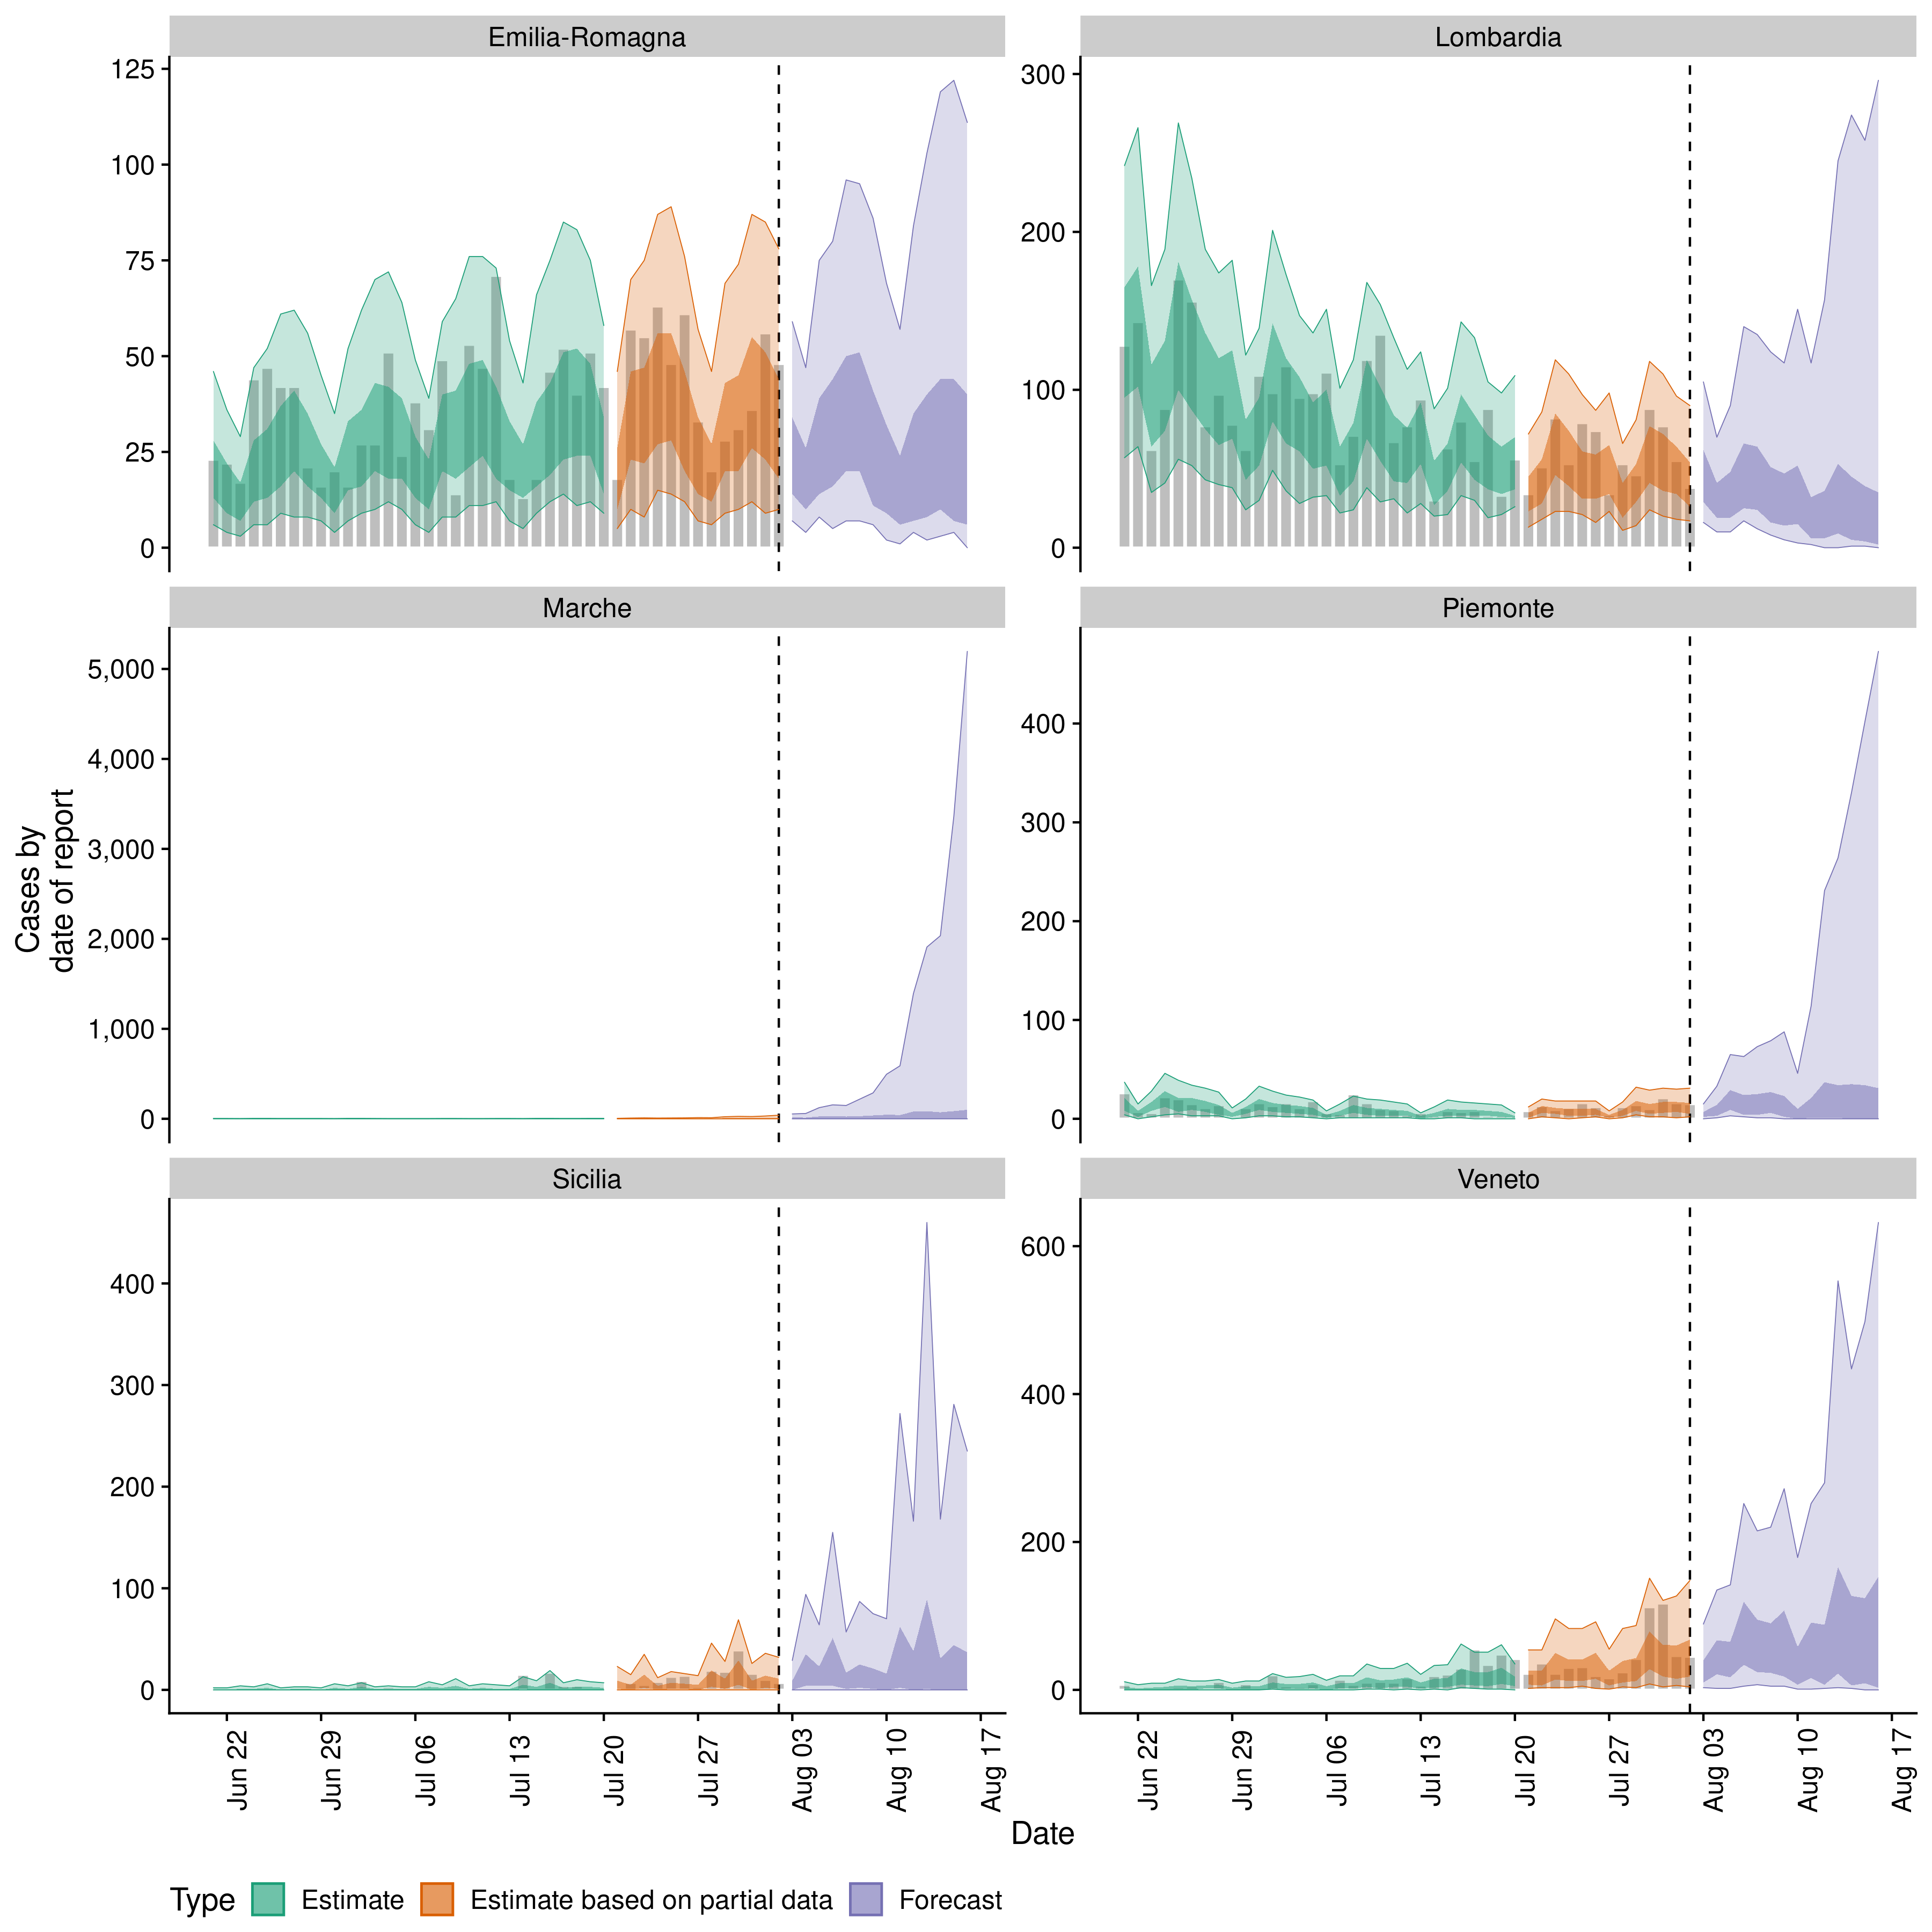 Emilia-Romagna
Lombardia
125
100
75
50
25
0
300
200
100
0
Marche
Piemonte
5,000
4,000
3,000
2,000
1,000
0
400
300
200
100
0
Sicilia
Veneto
400
300
200
100
0
600
400
200
0
Cases by
date of report
Jun 22
Jun 29
Jul 06
Jul 13
Jul 20
Jul 27
Aug 03
Aug 10
Aug 17
Jun 22
Jun 29
Jul 06
Jul 13
Jul 20
Jul 27
Aug 03
Aug 10
Aug 17
Date
Type Estimate Estimate based on partial data Forecast